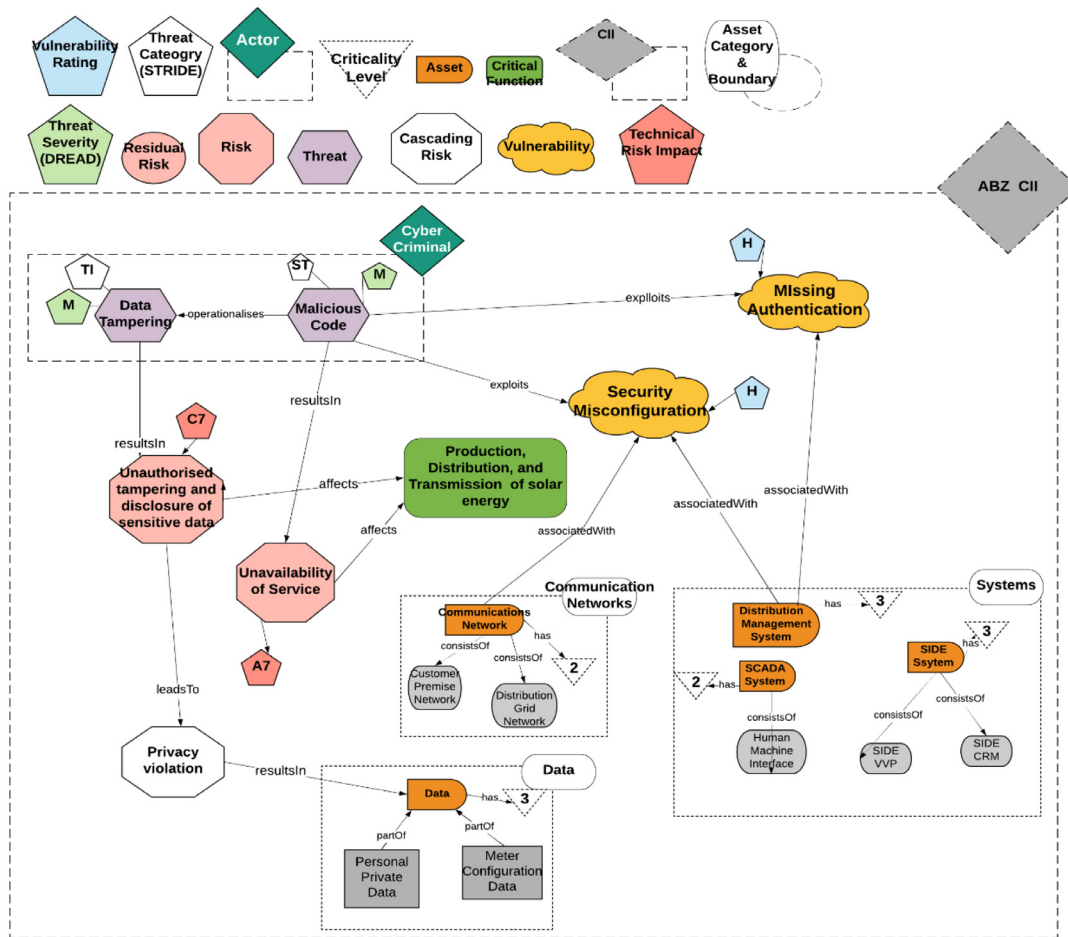 Vulnerability
Rating
Threat
Cateogry
(STRIDE)
Actor
Criticality
Level
Asset
Critical
Function
CII
Asset
Category
&
Boundary
Threat
Severity
(DREAD)
Residual
Risk
Risk
Threat
Cascading
Risk
Vulnerability
Technical
Risk Impact
ABZ CII
Cyber
Criminal
TI
ST
M
M
Data
Tampering
operationalises
Malicious
Code
explloits
H
MIssing
Authentication
resultsIn
exploits
Security
Misconfiguration
H
C7
resultsIn
Unauthorised
tampering and
disclosure of
sensitive data
affects
Production,
Distribution, and
Transmission of solar
energy
associatedWith
associatedWith
affects
associatedWith
Unavailability
of Service
A7
Communication
Networks
Communications
Network
has
2
consistsOf
consistsOf
Customer
Premise
Network
Distribution
Grid
Network
Systems
Distribution
Management
System
has
3
3
has
SIDE
Ssytem
SCADA
System
has
2
consistsOf
consistsOf
consistsOf
Human
Machine
Interface
SIDE
VVP
SIDE
CRM
leadsTo
Privacy
violation
resultsIn
Data
Data
has
3
partOf
partOf
Personal
Private
Data
Meter
Configuration
Data